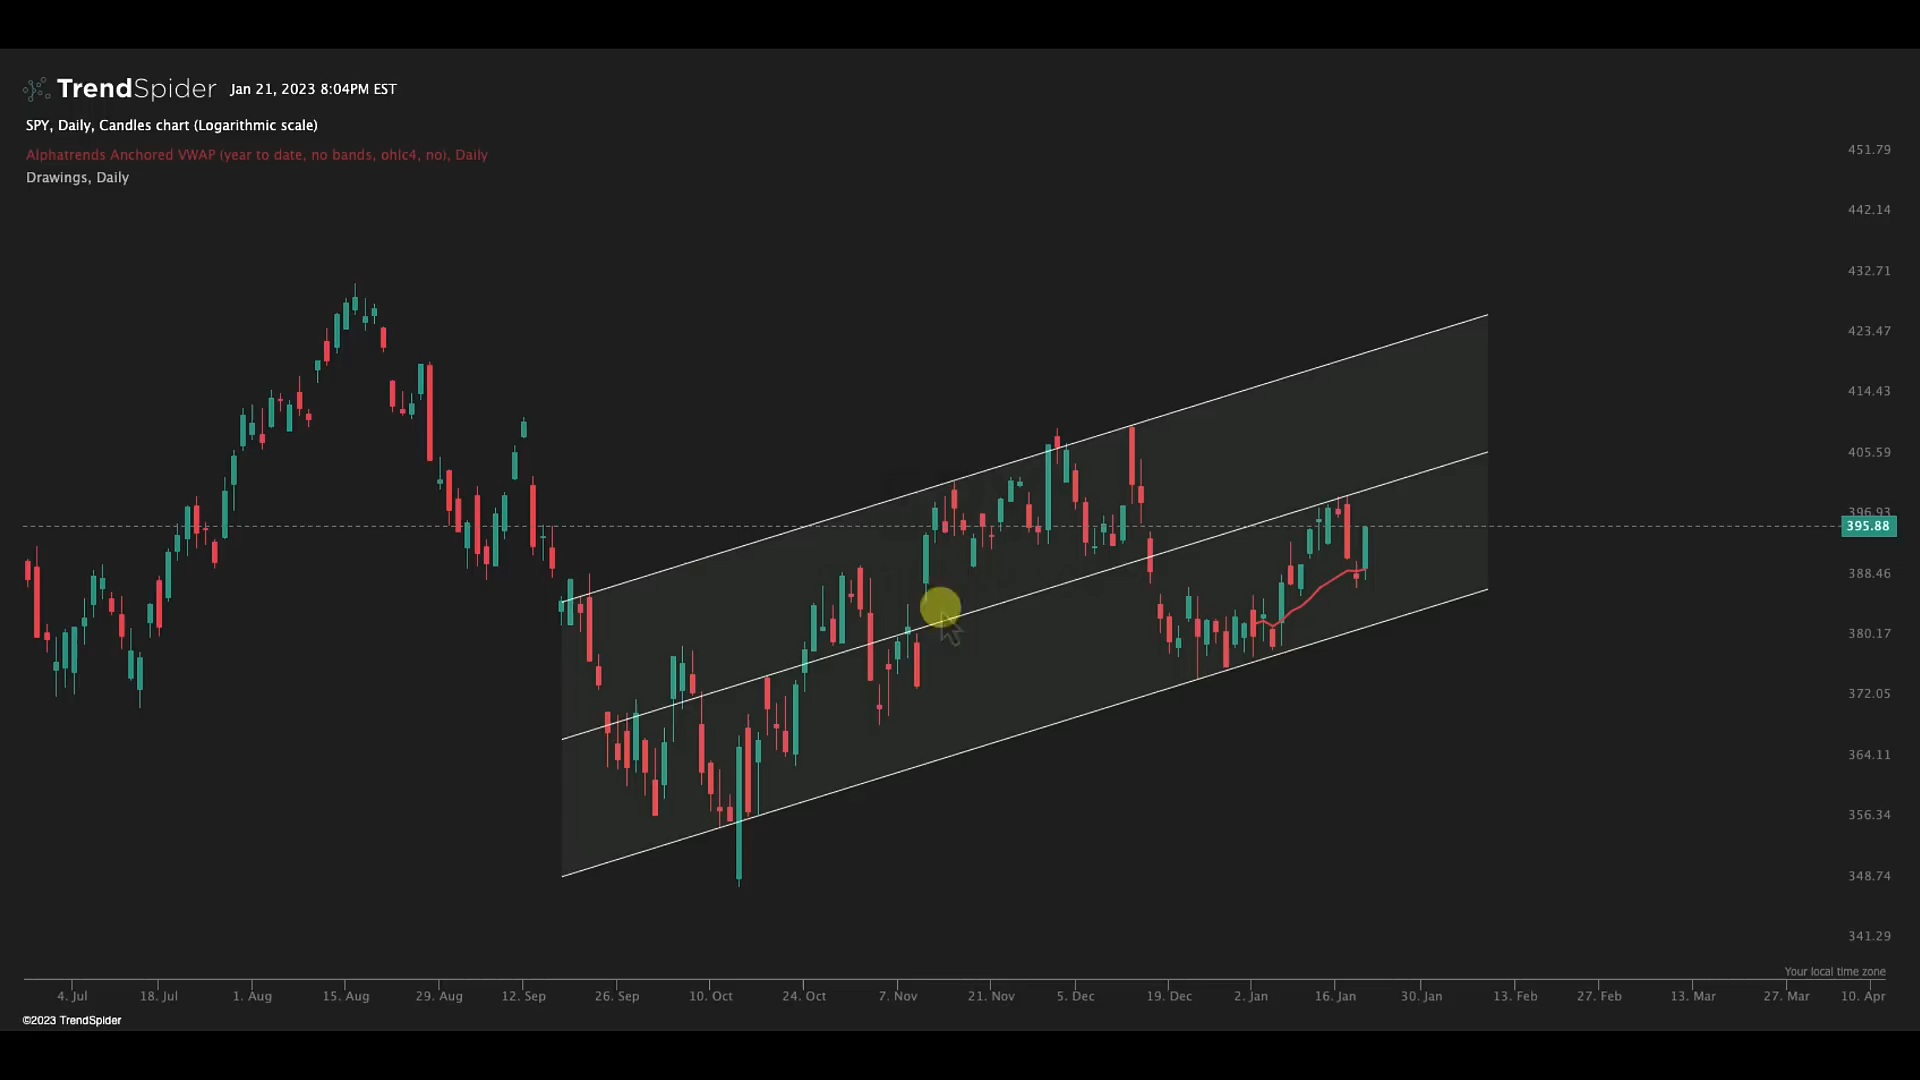 TrendSpider Jan 21, 2023 8:04PM EST
SPY, Daily, Candles chart (Logarithmic scale)
Alphatrends Anchored VWAP (year to date, no bands, ohlc4, no), Daily
Drawings, Daily
451.79
442.14
432.71
423.47
414.43
405.59
396.93
395.88
388.46
380.17
372.05
364.11
356.34
348.74
341.29
Your local time zone
4. Jul 18. Jul 1. Aug 15. Aug 29. Aug 12. Sep 26. Sep 10. Oct 24. Oct 7. Nov 21. Nov 5. Dec 19. Dec 2. Jan 16. Jan 30. Jan 13. Feb 27. Feb 13. Mar 27. Mar 10. Apr
©2023 TrendSpider